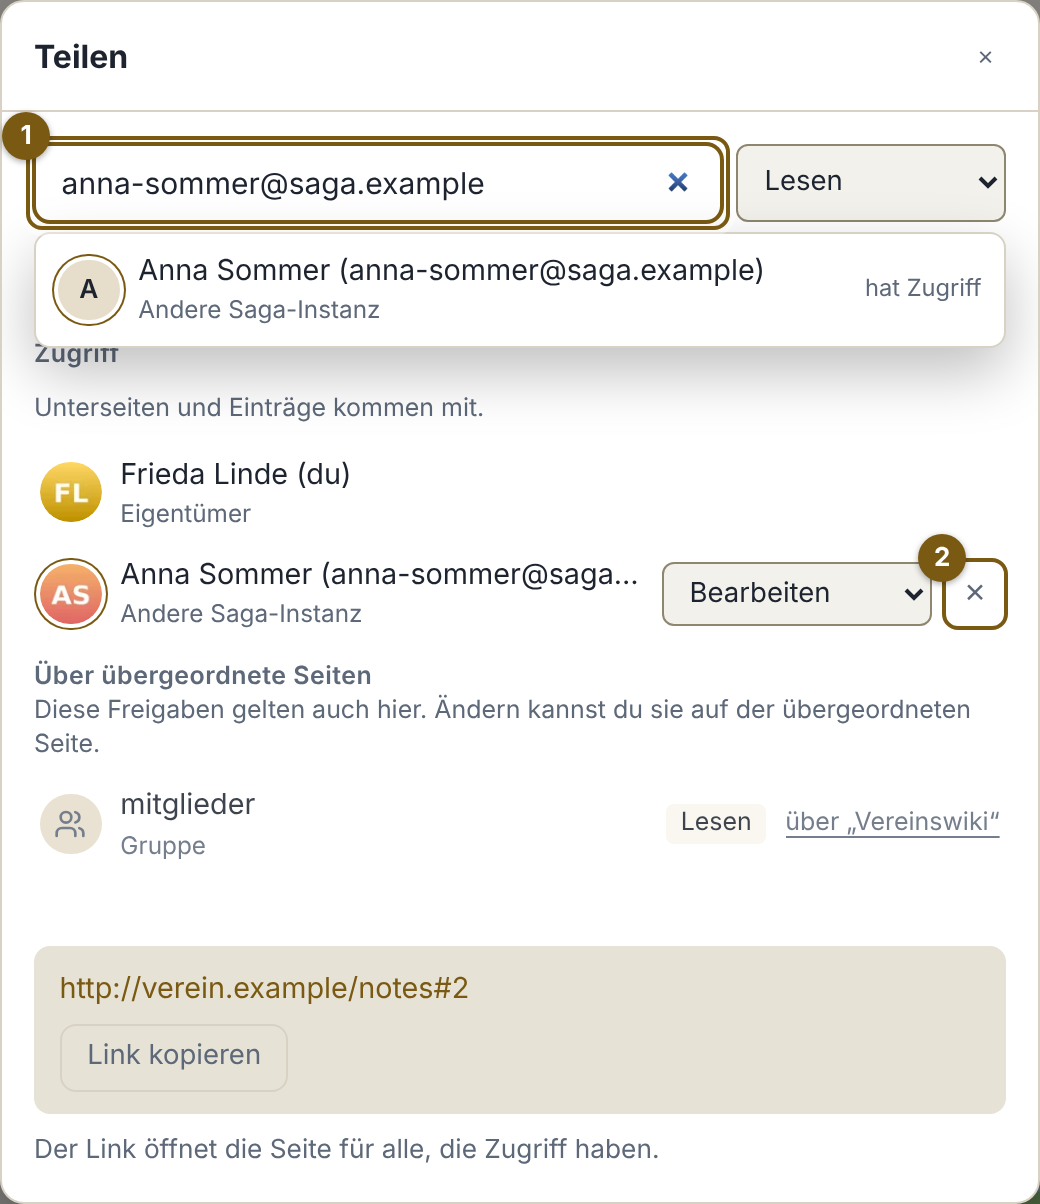 Teilen
×
1
anna-sommer@saga.example
Lesen
A
Anna Sommer (anna-sommer@saga.example)
Andere Saga-Instanz
hat Zugriff
Zugriff
Unterseiten und Einträge kommen mit.
FL
Frieda Linde (du)
Eigentümer
AS
Anna Sommer (anna-sommer@saga...
Andere Saga-Instanz
Bearbeiten
2
×
Über übergeordnete Seiten
Diese Freigaben gelten auch hier. Ändern kannst du sie auf der übergeordneten
Seite.
mitglieder
Gruppe
Lesen
über „Vereinswiki“
http://verein.example/notes#2
Link kopieren
Der Link öffnet die Seite für alle, die Zugriff haben.